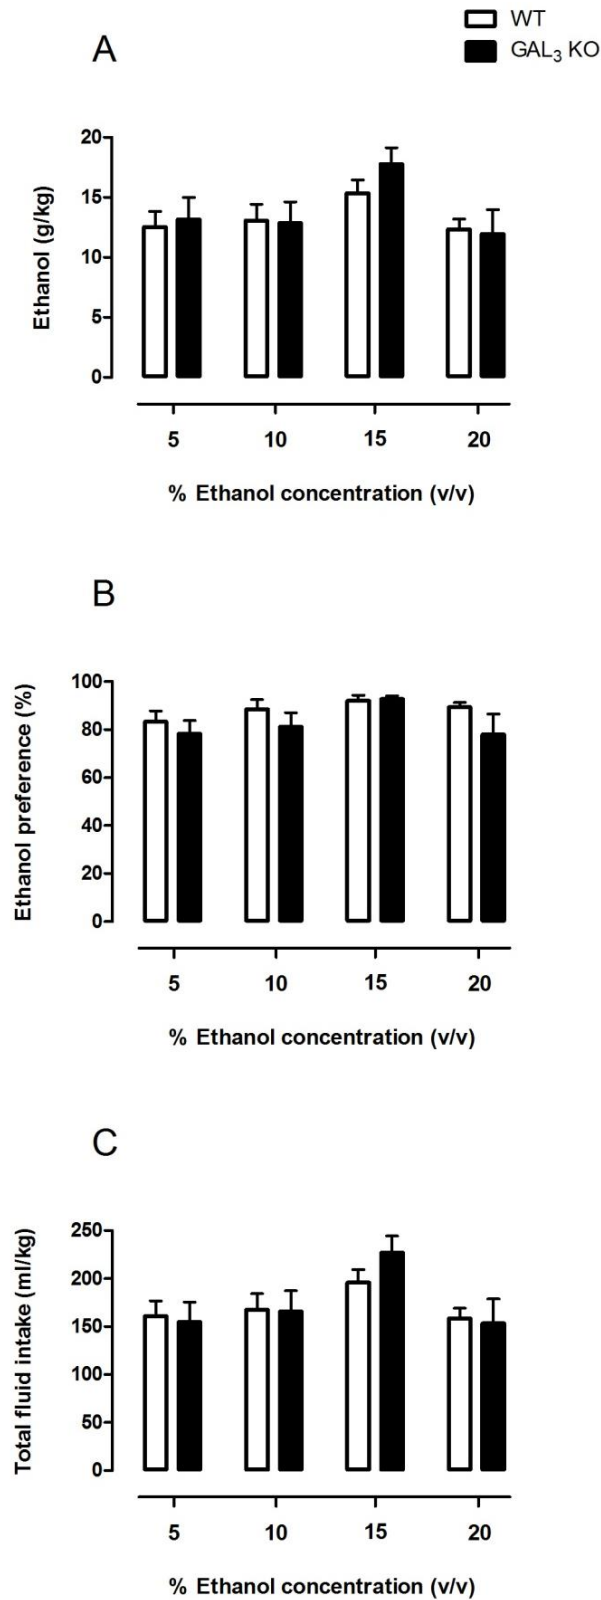 WT
GAL3 KO
A
Ethanol (g/kg)
20
15
10
5
0
5 10 15 20
% Ethanol concentration (v/v)
B
Ethanol preference (%)
100
80
60
40
20
0
5 10 15 20
% Ethanol concentration (v/v)
C
Total fluid intake (ml/kg)
250
200
150
100
50
0
5 10 15 20
% Ethanol concentration (v/v)